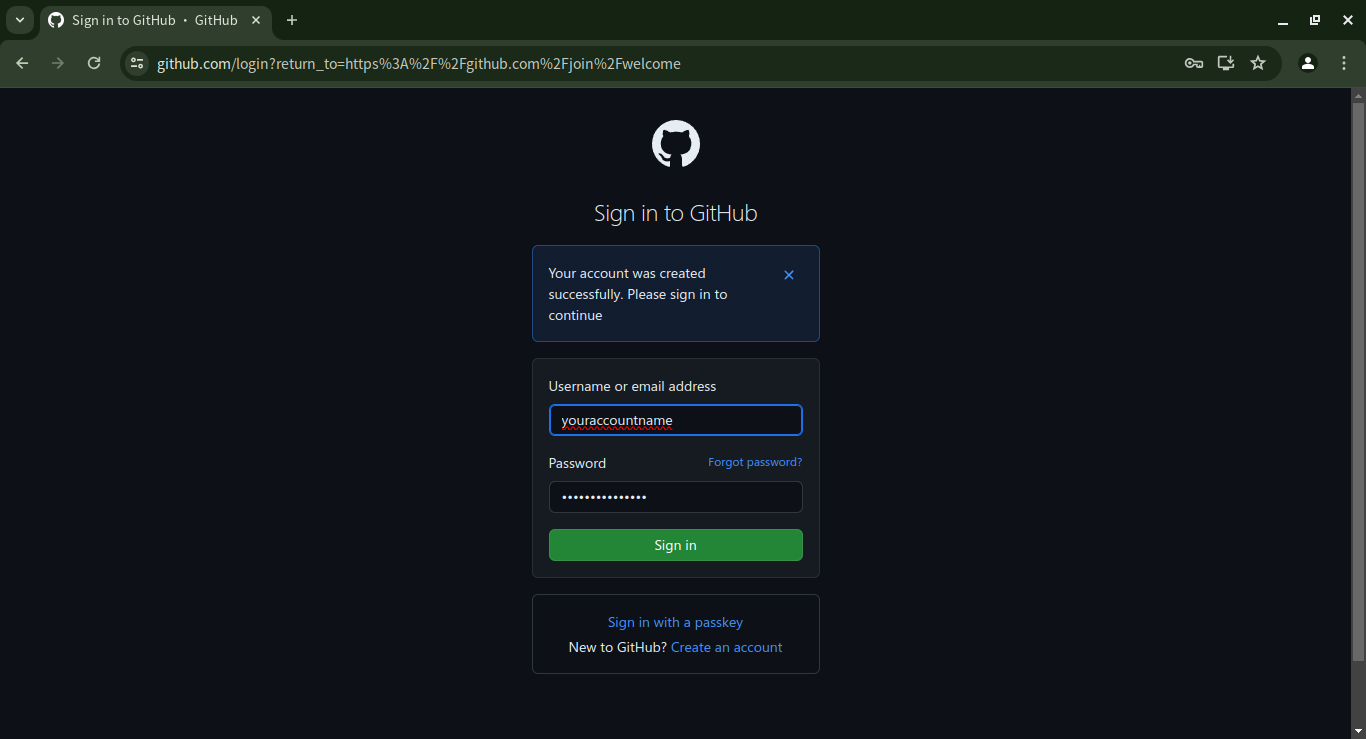 Sign in to GitHub · GitHub
github.com/login?return_to=https%3A%2F%2Fgithub.com%2Fjoin%2Fwelcome
Sign in to GitHub
Your account was created
successfully. Please sign in to
continue
Username or email address
youraccountname
Password Forgot password?
•••••••••••••••
Sign in
Sign in with a passkey
New to GitHub? Create an account